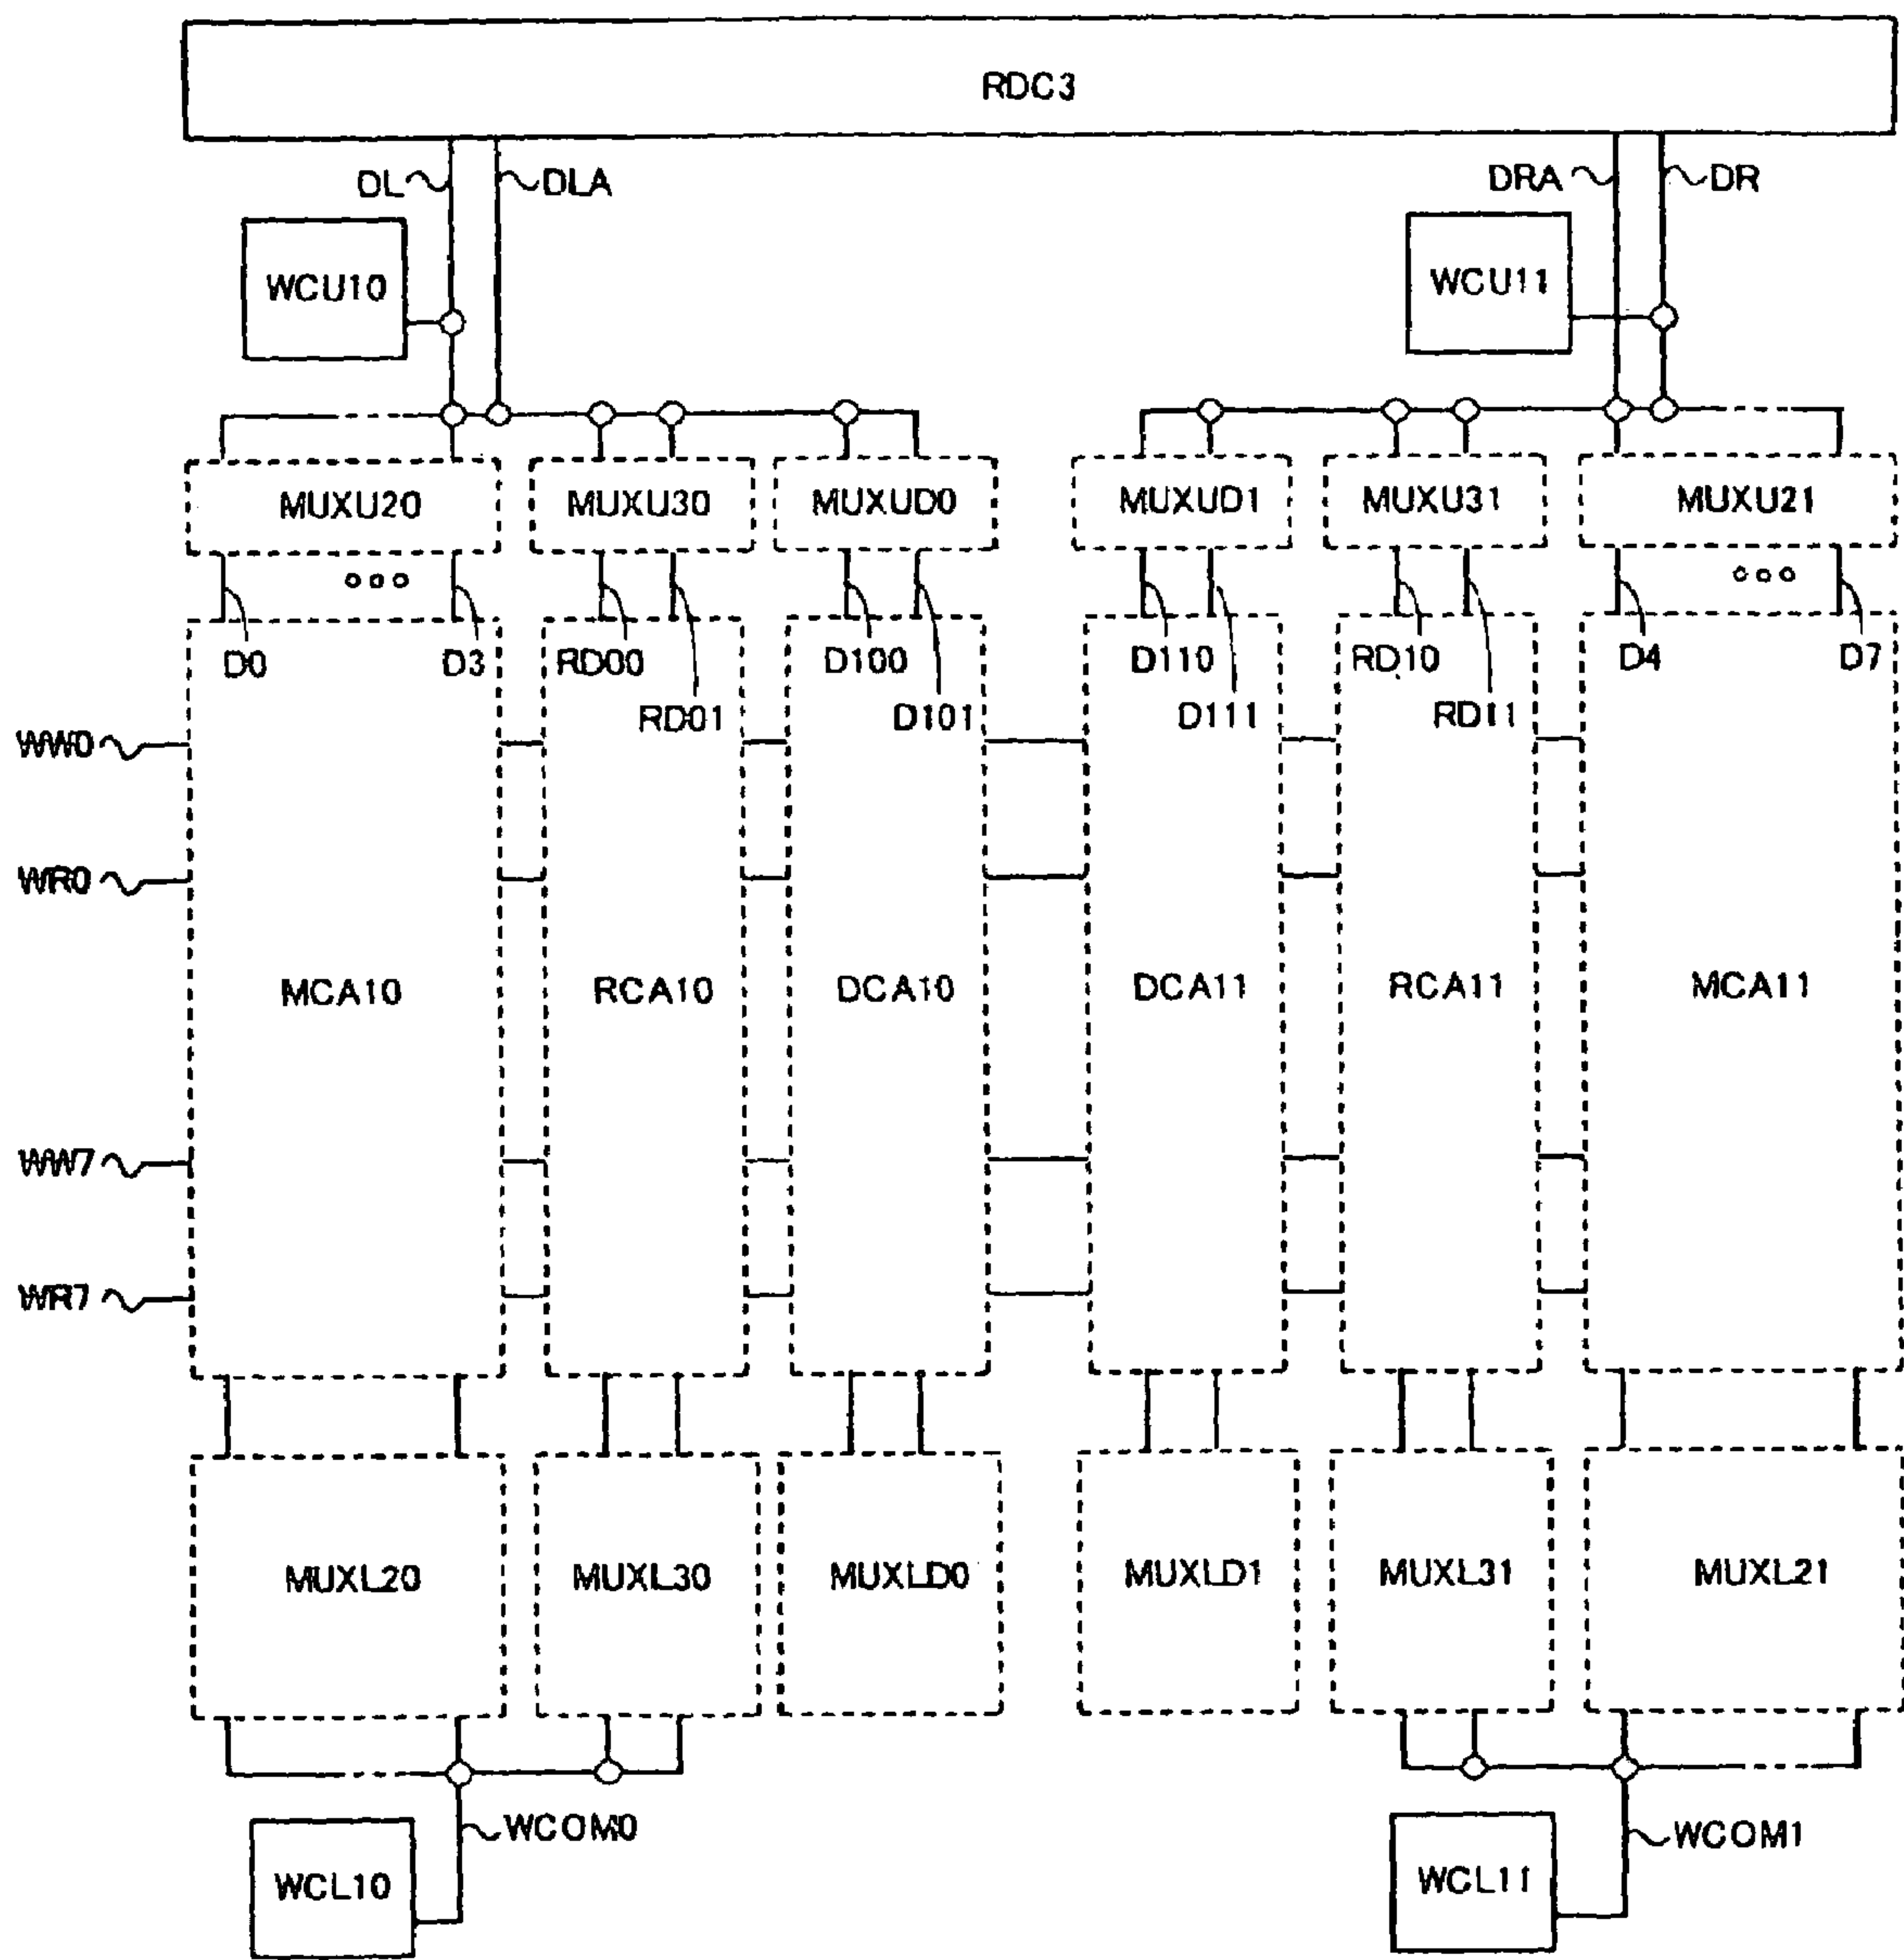 RDC3
DL DLA DRA DR
WCU10 WCU11
MUXU20 MUXU30 MUXUD0 MUXUD1 MUXU31 MUXU21
D0 D3 RD00 D100 D110 RD10 D4 D7
RD01 D101 D111 RD11
WW0
WR0
MCA10 RCA10 DCA10 DCA11 RCA11 MCA11
WW7
WR7
MUXL20 MUXL30 MUXLD0 MUXLD1 MUXL31 MUXL21
WCOM0 WCOM1
WCL10 WCL11